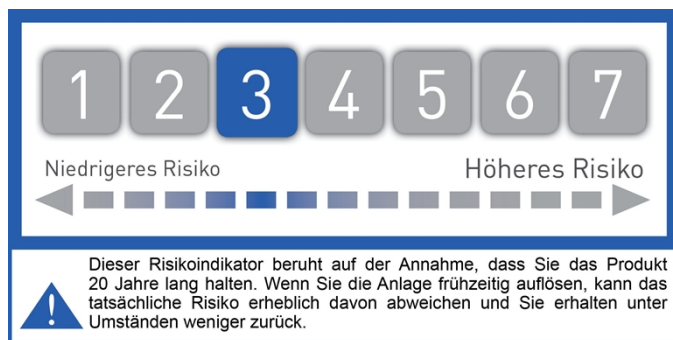 1 2 3 4 5 6 7
Niedrigeres Risiko Höheres Risiko
Dieser Risikoindikator beruht auf der Annahme, dass Sie das Produkt
20 Jahre lang halten. Wenn Sie die Anlage frühzeitig auflösen, kann das
tatsächliche Risiko erheblich davon abweichen und Sie erhalten unter
Umständen weniger zurück.